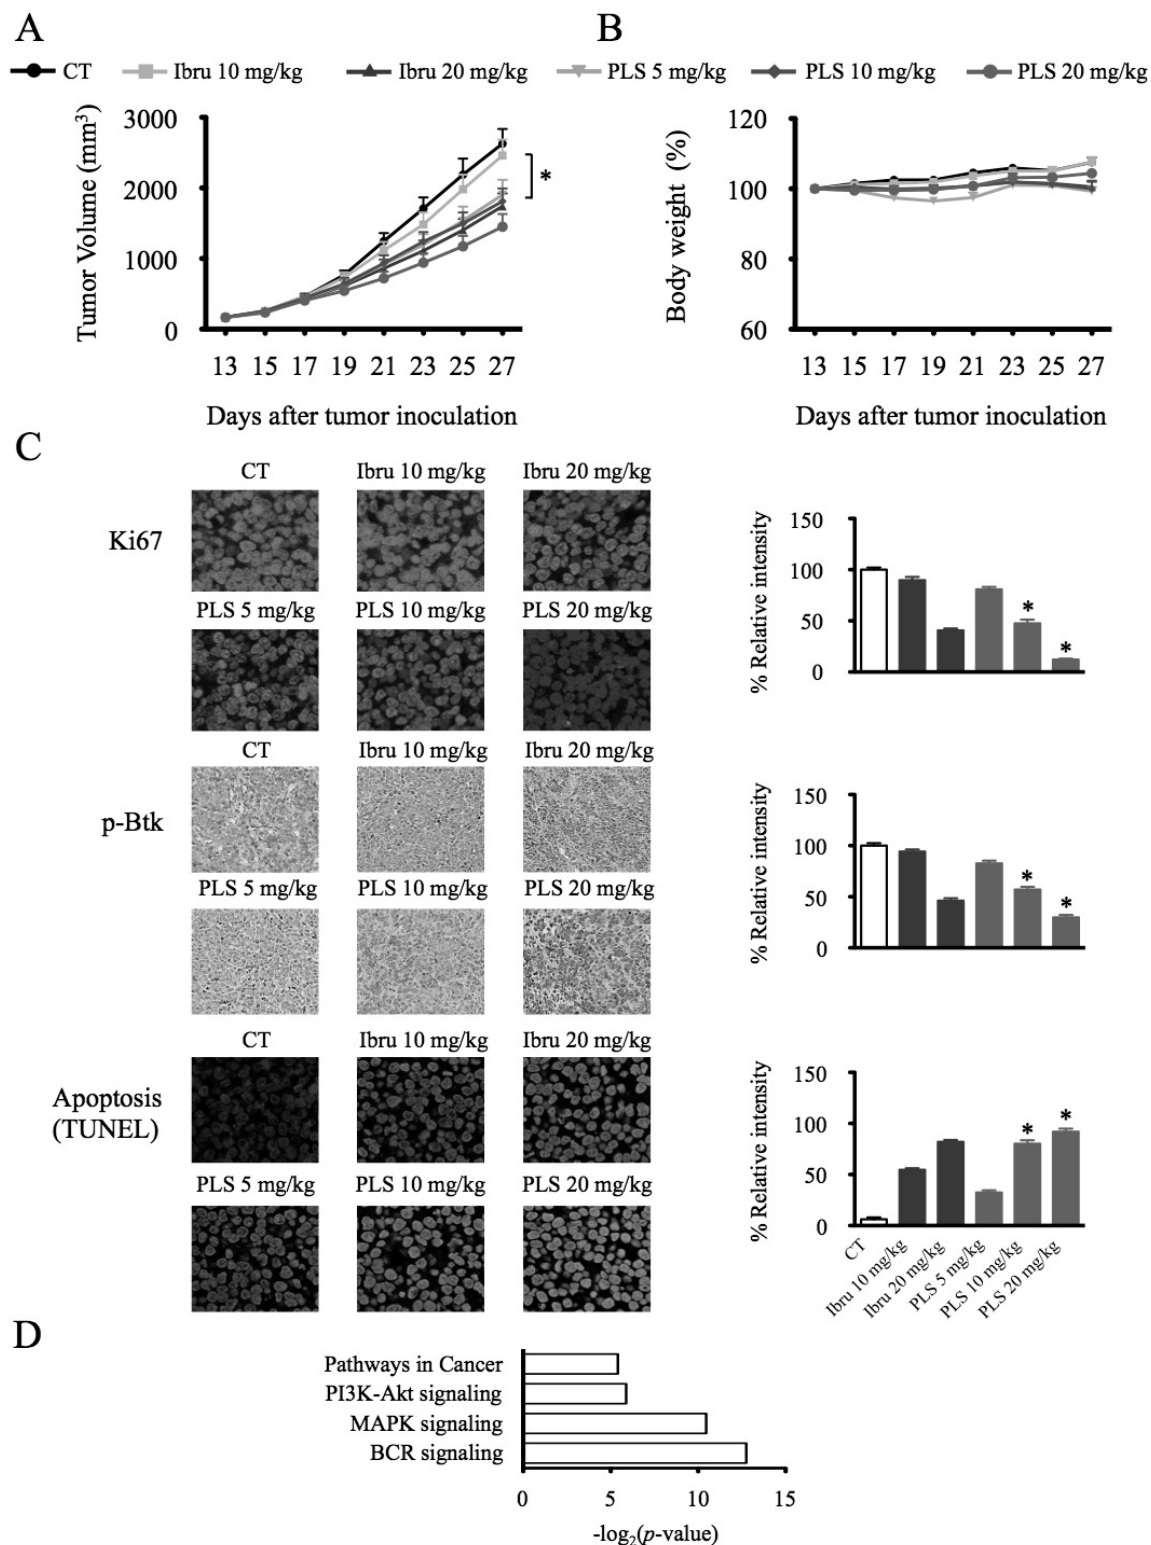 A
B
CT Ibru 10 mg/kg Ibru 20 mg/kg PLS 5 mg/kg PLS 10 mg/kg PLS 20 mg/kg
Tumor Volume (mm³)
3000
2000
1000
0
*
13 15 17 19 21 23 25 27
Days after tumor inoculation
Body weight (%)
120
100
80
60
13 15 17 19 21 23 25 27
Days after tumor inoculation
C
Ki67
CT Ibru 10 mg/kg Ibru 20 mg/kg
PLS 5 mg/kg PLS 10 mg/kg PLS 20 mg/kg
% Relative intensity
150
100
50
0
* *
p-Btk
CT Ibru 10 mg/kg Ibru 20 mg/kg
PLS 5 mg/kg PLS 10 mg/kg PLS 20 mg/kg
% Relative intensity
150
100
50
0
* *
Apoptosis
(TUNEL)
CT Ibru 10 mg/kg Ibru 20 mg/kg
PLS 5 mg/kg PLS 10 mg/kg PLS 20 mg/kg
% Relative intensity
150
100
50
0
* *
CT
Ibru 10 mg/kg
Ibru 20 mg/kg
PLS 5 mg/kg
PLS 10 mg/kg
PLS 20 mg/kg
D
Pathways in Cancer
PI3K-Akt signaling
MAPK signaling
BCR signaling
0 5 10 15
-log₂(p-value)